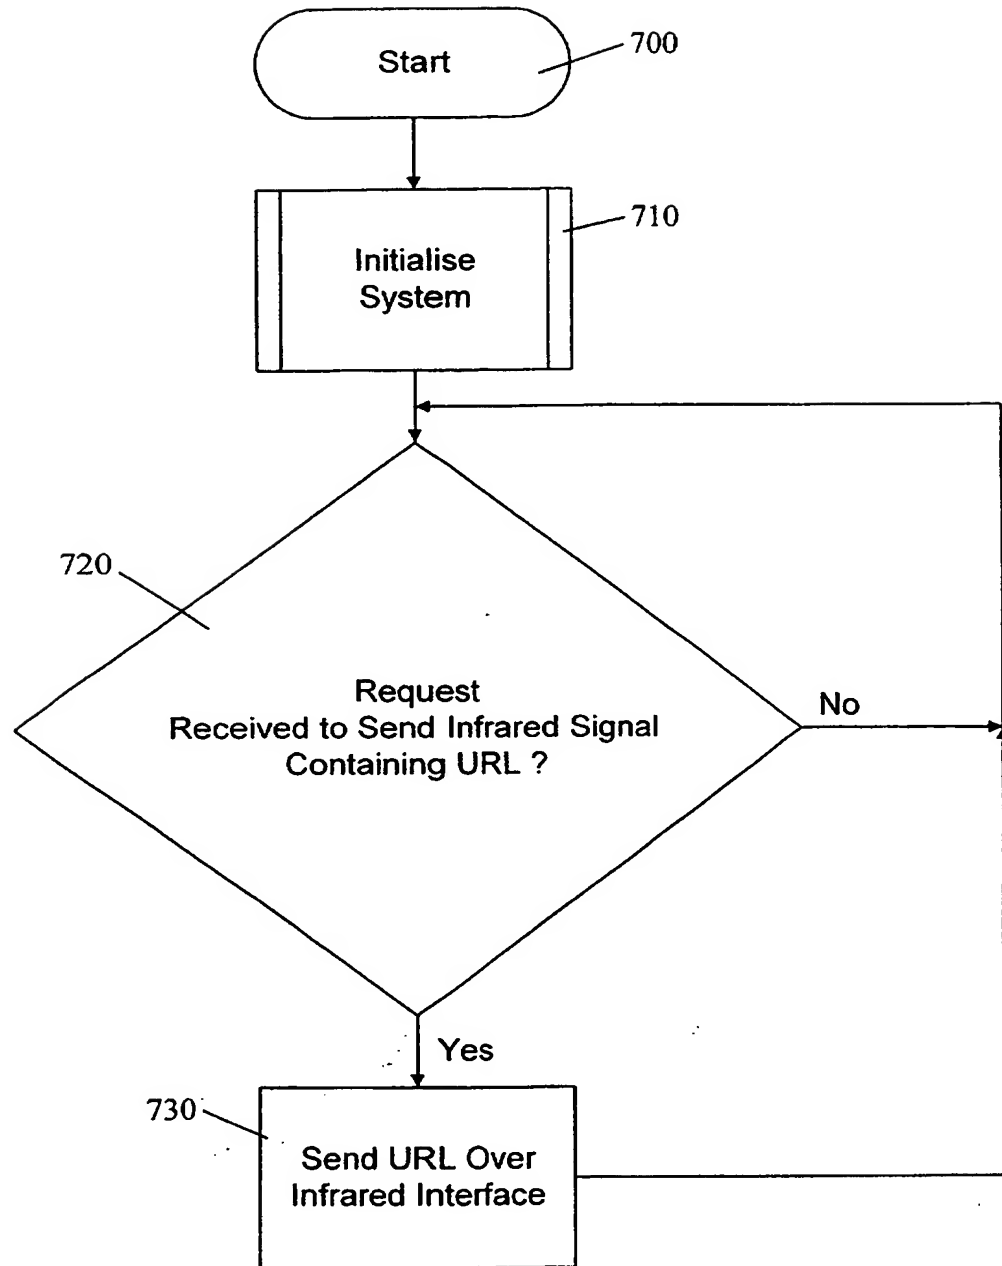 Start
700
710
Initialise
System
720
Request
Received to Send Infrared Signal
Containing URL ?
No
Yes
730
Send URL Over
Infrared Interface